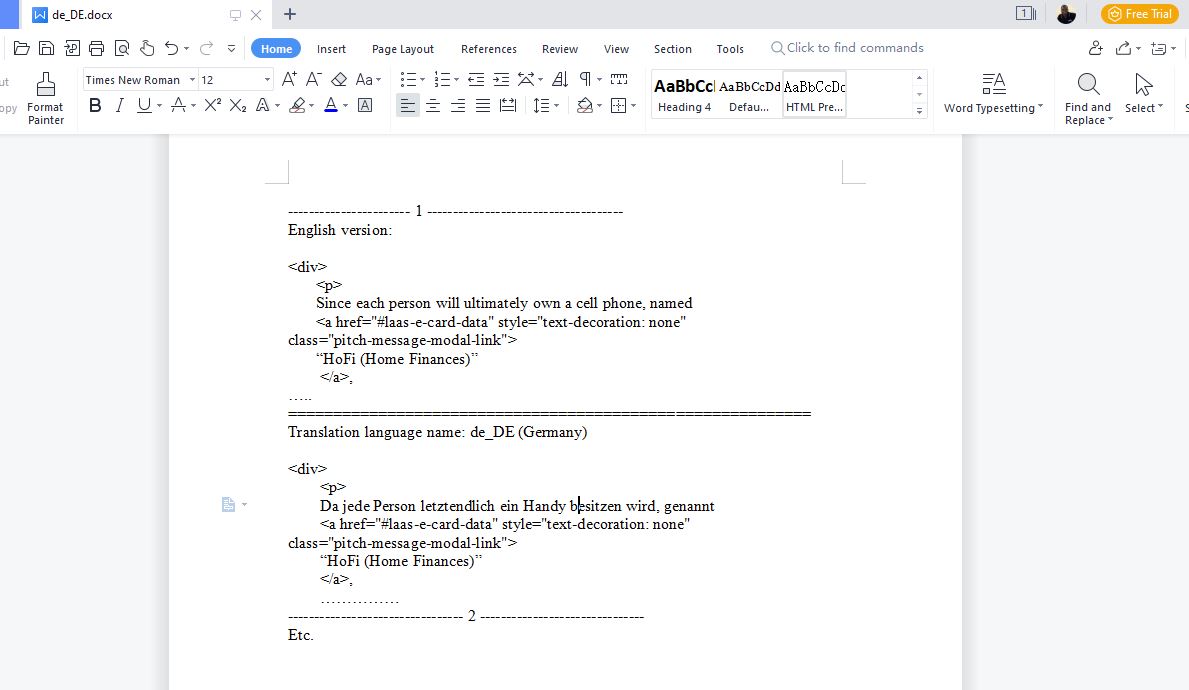 de_DE.docx
1
Free Trial
Home Insert Page Layout References Review View Section Tools Click to find commands
ut
opy
Format
Painter
Times New Roman 12
AaBbCcl AaBbCcDd AaBbCcDc
Heading 4 Defau... HTML Pre...
Word Typesetting
Find and
Replace
Select
----------------------- 1 -------------------------------------
English version:
<div>
<p>
Since each person will ultimately own a cell phone, named
<a href="#laas-e-card-data" style="text-decoration: none"
class="pitch-message-modal-link">
“HoFi (Home Finances)”
</a>,
…..
==========================================================
Translation language name: de_DE (Germany)
<div>
<p>
Da jede Person letztendlich ein Handy besitzen wird, genannt
<a href="#laas-e-card-data" style="text-decoration: none"
class="pitch-message-modal-link">
“HoFi (Home Finances)”
</a>,
……………
--------------------------------- 2 -------------------------------
Etc.